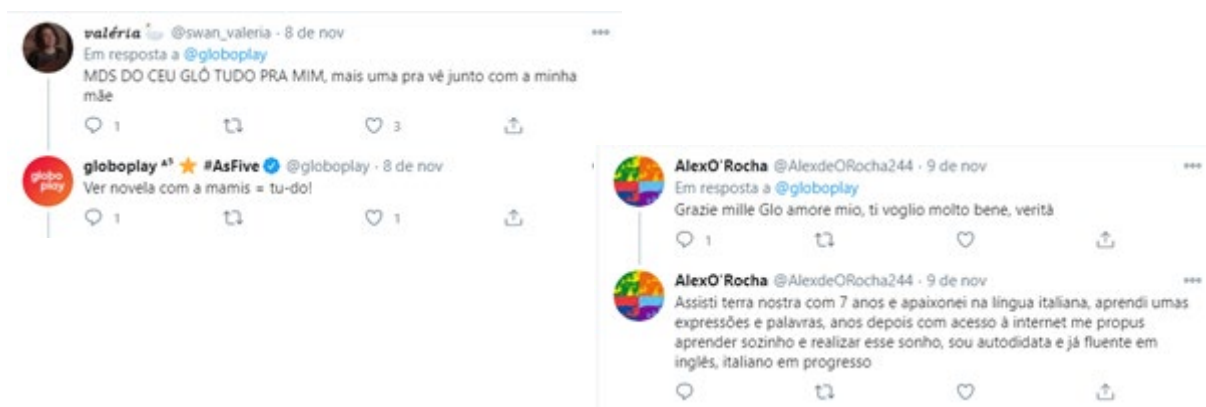 valéria @swan_valeria · 8 de nov
Em resposta a @globoplay
MDS DO CEU GLÔ TUDO PRA MIM, mais uma pra vê junto com a minha
mãe
1 3
globo
play
globoplay ᴬ⁵ ⭐ #AsFive @globoplay · 8 de nov
Ver novela com a mamis = tu-do!
1 1
AlexO'Rocha @AlexdeORocha244 · 9 de nov
Em resposta a @globoplay
Grazie mille Glo amore mio, ti voglio molto bene, verità
1
AlexO'Rocha @AlexdeORocha244 · 9 de nov
Assisti terra nostra com 7 anos e apaixonei na língua italiana, aprendi umas
expressões e palavras, anos depois com acesso à internet me propus
aprender sozinho e realizar esse sonho, sou autodidata e já fluente em
inglês, italiano em progresso